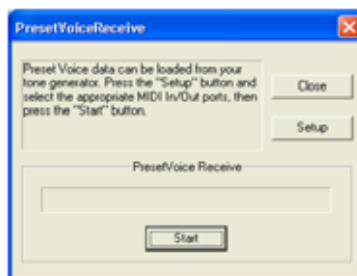 PresetVoiceReceive
Preset Voice data can be loaded from your
tone generator. Press the "Setup" button and
select the appropriate MIDI In/Out ports, then
press the "Start" button.
Close
Setup
PresetVoice Receive
Start